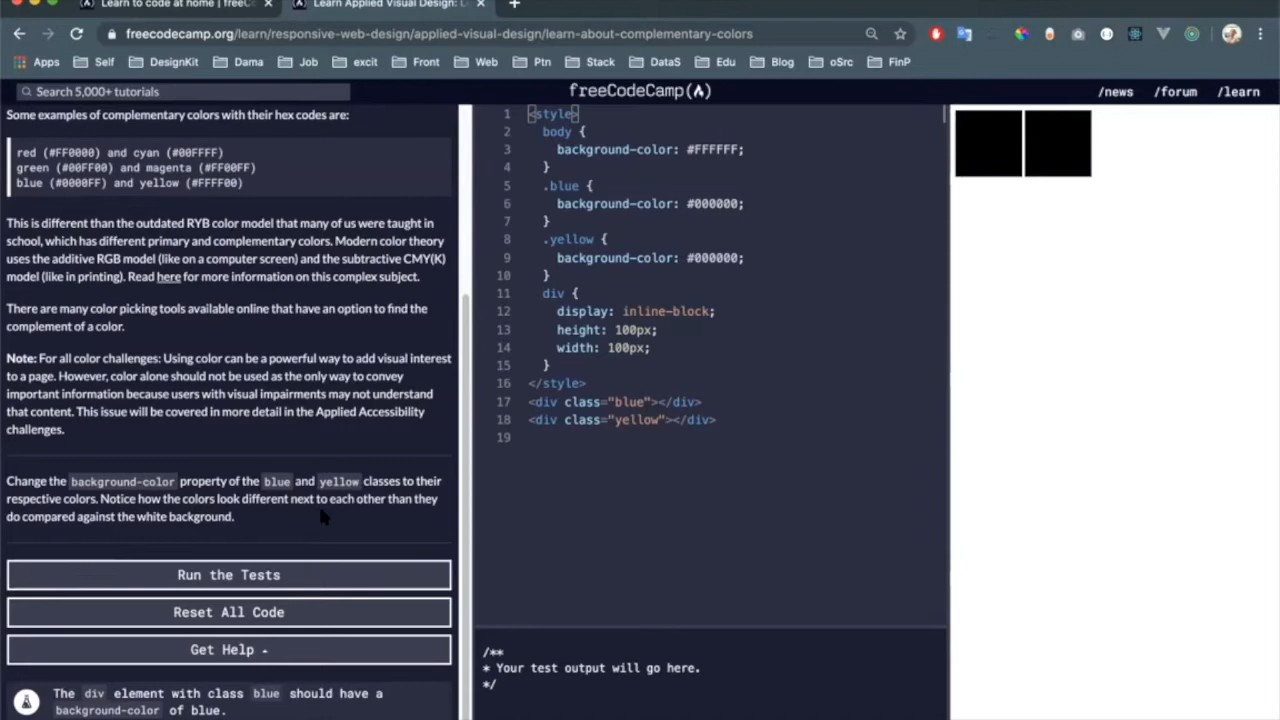 Learn to code at home | freeC
Learn Applied Visual Design: L
freecodecamp.org/learn/responsive-web-design/applied-visual-design/learn-about-complementary-colors
Apps Self DesignKit Dama Job excit Front Web Ptn Stack DataS Edu Blog oSrc FinP
Search 5,000+ tutorials
freeCodeCamp
/news /forum /learn
Some examples of complementary colors with their hex codes are:
red (#FF0000) and cyan (#00FFFF)
green (#00FF00) and magenta (#FF00FF)
blue (#0000FF) and yellow (#FFFF00)
This is different than the outdated RYB color model that many of us were taught in
school, which has different primary and complementary colors. Modern color theory
uses the additive RGB model (like on a computer screen) and the subtractive CMY(K)
model (like in printing). Read here for more information on this complex subject.
There are many color picking tools available online that have an option to find the
complement of a color.
Note: For all color challenges: Using color can be a powerful way to add visual interest
to a page. However, color alone should not be used as the only way to convey
important information because users with visual impairments may not understand
that content. This issue will be covered in more detail in the Applied Accessibility
challenges.
Change the background-color property of the blue and yellow classes to their
respective colors. Notice how the colors look different next to each other than they
do compared against the white background.
Run the Tests
Reset All Code
Get Help
The div element with class blue should have a
background-color of blue.
1 <style>
2 body {
3 background-color: #FFFFFF;
4 }
5 .blue {
6 background-color: #000000;
7 }
8 .yellow {
9 background-color: #000000;
10 }
11 div {
12 display: inline-block;
13 height: 100px;
14 width: 100px;
15 }
16 </style>
17 <div class="blue"></div>
18 <div class="yellow"></div>
19
/**
* Your test output will go here.
*/